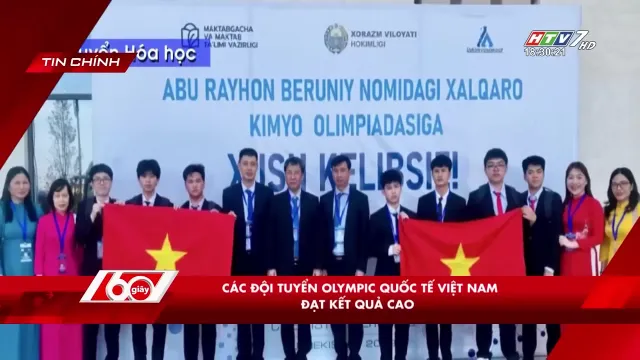 MAKTABGACHA
VA MAKTAB
TA'LIMI VAZIRLIGI
XORAZM VILOYATI
HOKIMLIGI
HTV7 HD
18:30:21
uyển Hóa học
TIN CHÍNH
ABU RAYHON BERUNIY NOMIDAGI XALQARO
KIMYO OLIMPIADASIGA
XUSH KELIBSIZ!
60 giây
CÁC ĐỘI TUYỂN OLYMPIC QUỐC TẾ VIỆT NAM
ĐẠT KẾT QUẢ CAO